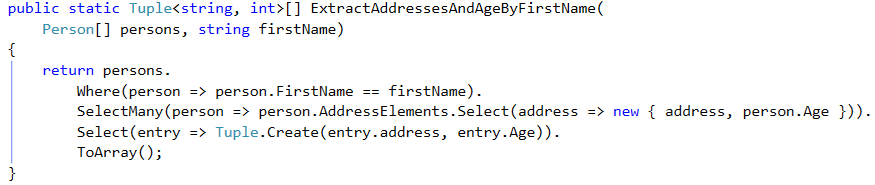 public static Tuple<string, int>[] ExtractAddressesAndAgeByFirstName(
    Person[] persons, string firstName)
{
    return persons.
        Where(person => person.FirstName == firstName).
        SelectMany(person => person.AddressElements.Select(address => new { address, person.Age })).
        Select(entry => Tuple.Create(entry.address, entry.Age)).
        ToArray();
}